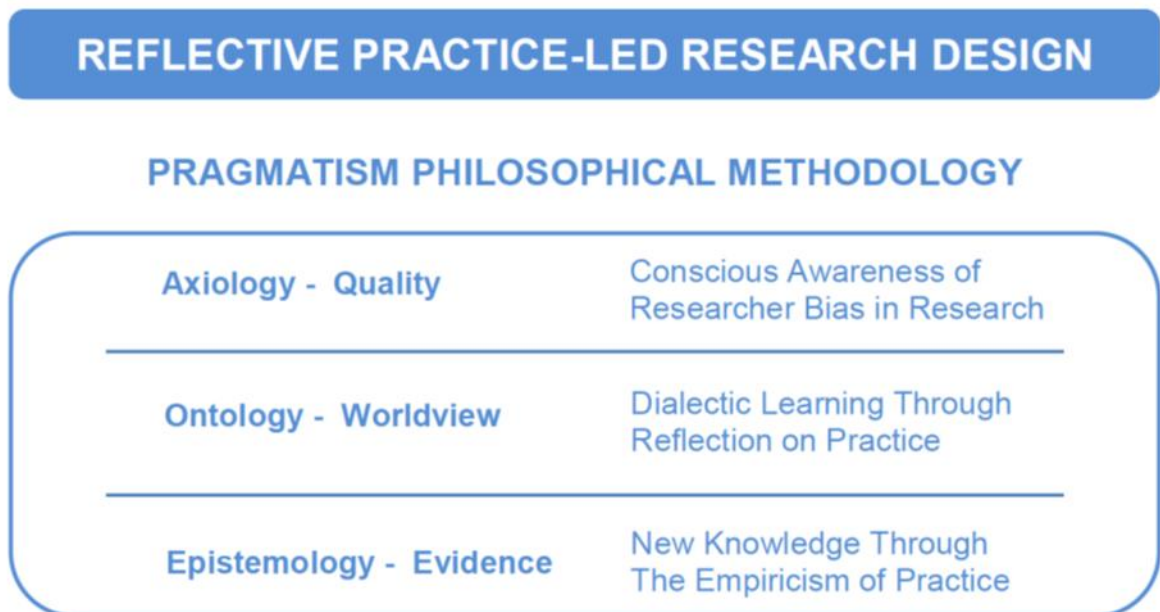 REFLECTIVE PRACTICE-LED RESEARCH DESIGN
PRAGMATISM PHILOSOPHICAL METHODOLOGY
Axiology - Quality
Conscious Awareness of
Researcher Bias in Research
Ontology - Worldview
Dialectic Learning Through
Reflection on Practice
Epistemology - Evidence
New Knowledge Through
The Empiricism of Practice